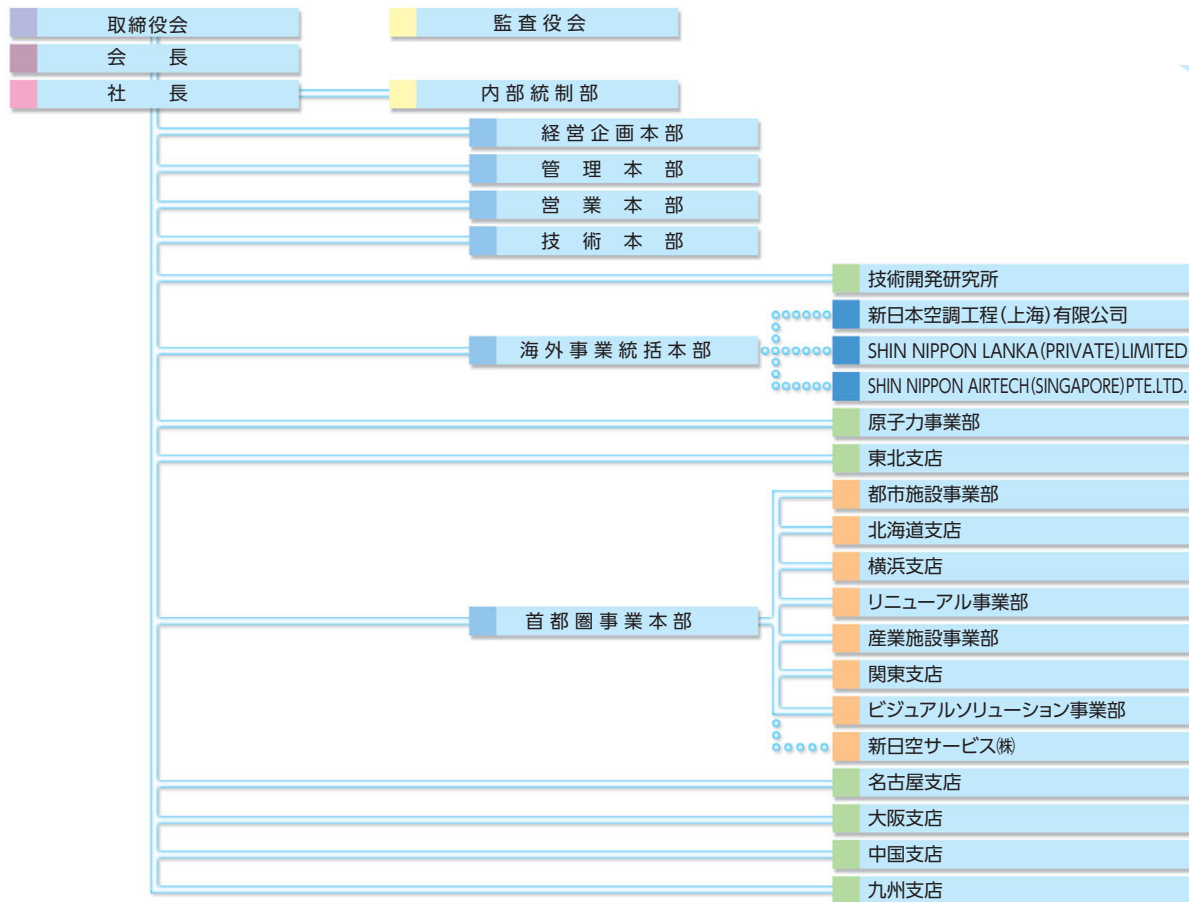 取締役会
監査役会
会 長
社 長
内部統制部
経営企画本部
管理本部
営業本部
技術本部
技術開発研究所
新日本空調工程(上海)有限公司
海外事業統括本部
SHIN NIPPON LANKA(PRIVATE)LIMITED
SHIN NIPPON AIRTECH(SINGAPORE)PTE.LTD.
原子力事業部
東北支店
都市施設事業部
北海道支店
横浜支店
リニューアル事業部
首都圏事業本部
産業施設事業部
関東支店
ビジュアルソリューション事業部
新日空サービス㈱
名古屋支店
大阪支店
中国支店
九州支店